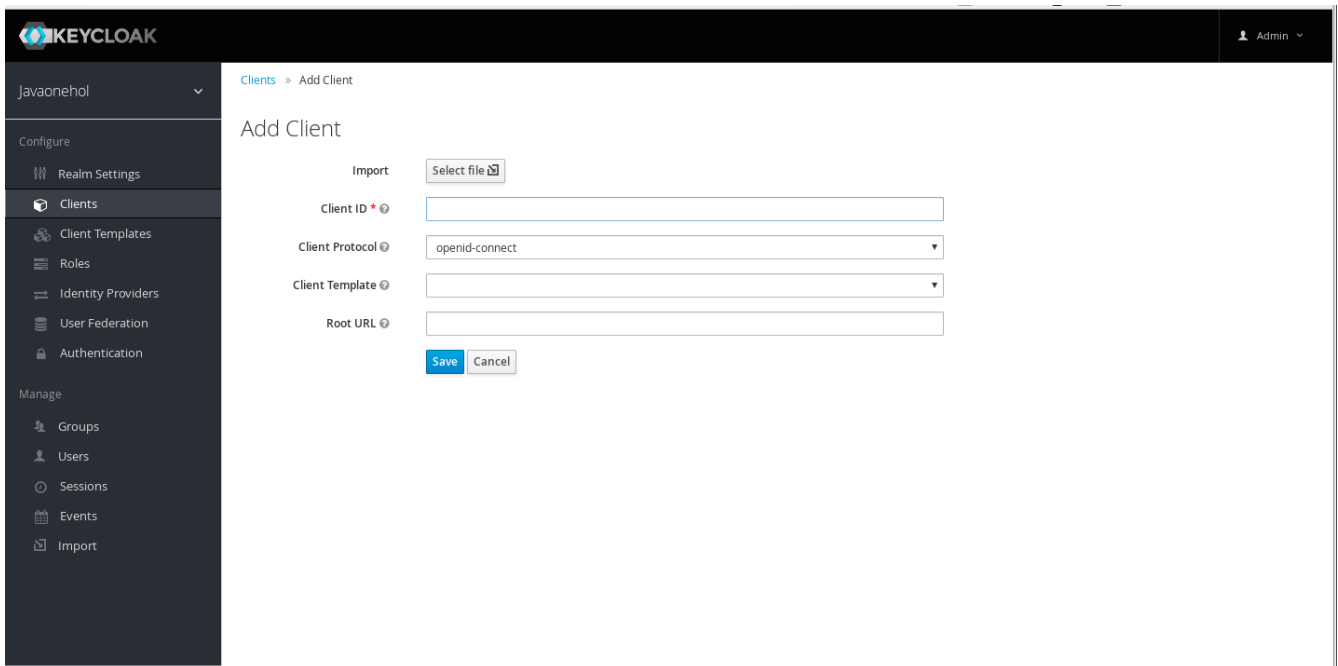 KEYCLOAK
Admin
Javaonehol
Configure
Realm Settings
Clients
Client Templates
Roles
Identity Providers
User Federation
Authentication
Manage
Groups
Users
Sessions
Events
Import
Clients » Add Client
Add Client
Import Select file
Client ID *
Client Protocol openid-connect
Client Template
Root URL
Save Cancel